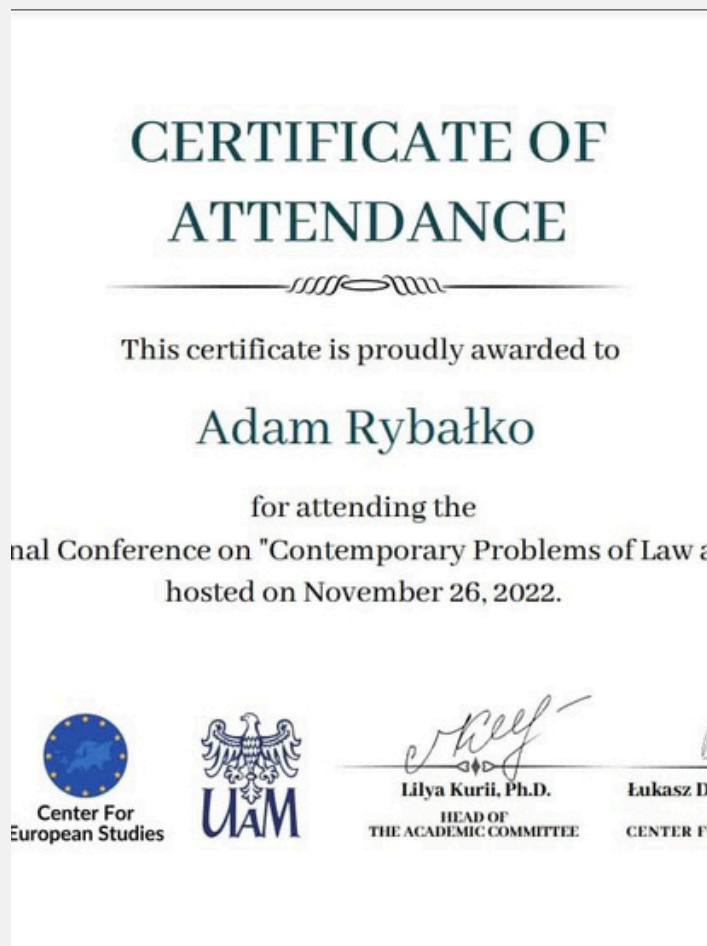 CERTIFICATE OF
ATTENDANCE
This certificate is proudly awarded to
Adam Rybałko
for attending the
Conference on "Contemporary Problems of Law
hosted on November 26, 2022.
Center For
European Studies
UAM
Lilya Kurii, Ph.D.
HEAD OF
THE ACADEMIC COMMITTEE
Łukasz
CENTER